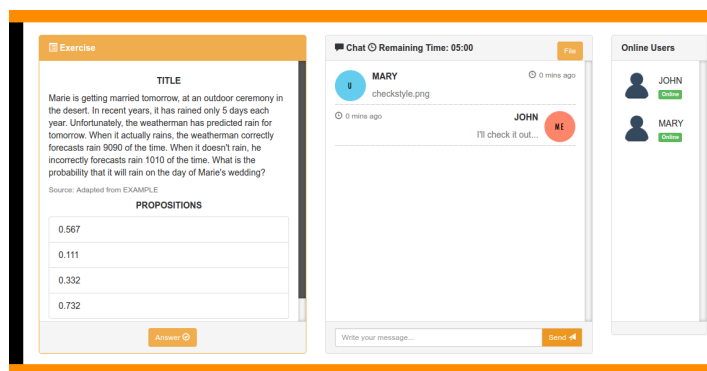 Exercise
TITLE
Marie is getting married tomorrow, at an outdoor ceremony in
the desert. In recent years, it has rained only 5 days each
year. Unfortunately, the weatherman has predicted rain for
tomorrow. When it actually rains, the weatherman correctly
forecasts rain 9090 of the time. When it doesn't rain, he
incorrectly forecasts rain 1010 of the time. What is the
probability that it will rain on the day of Marie's wedding?
Source: Adapted from EXAMPLE
PROPOSITIONS
0.567
0.111
0.332
0.732
Answer
Chat Remaining Time: 05:00
File
U
MARY
0 mins ago
checkstyle.png
0 mins ago
JOHN
ME
I'll check it out...
Write your message...
Send
Online Users
JOHN
Online
MARY
Online